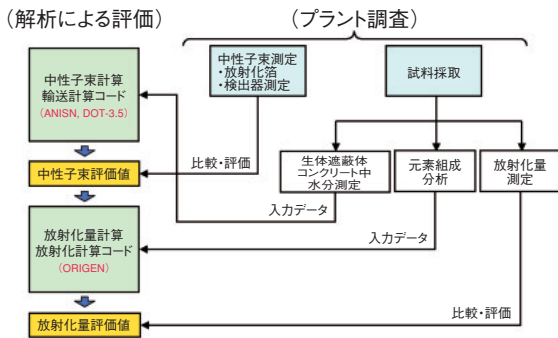 （解析による評価）
（プラント調査）
中性子束計算
輸送計算コード
(ANISN, DOT-3.5)
中性子束測定
・放射化箔
・検出器測定
試料採取
比較・評価
中性子束評価値
生体遮蔽体
コンクリート中
水分測定
元素組成
分析
放射化量
測定
入力データ
放射化量計算
放射化計算コード
(ORIGEN)
入力データ
比較・評価
放射化量評価値